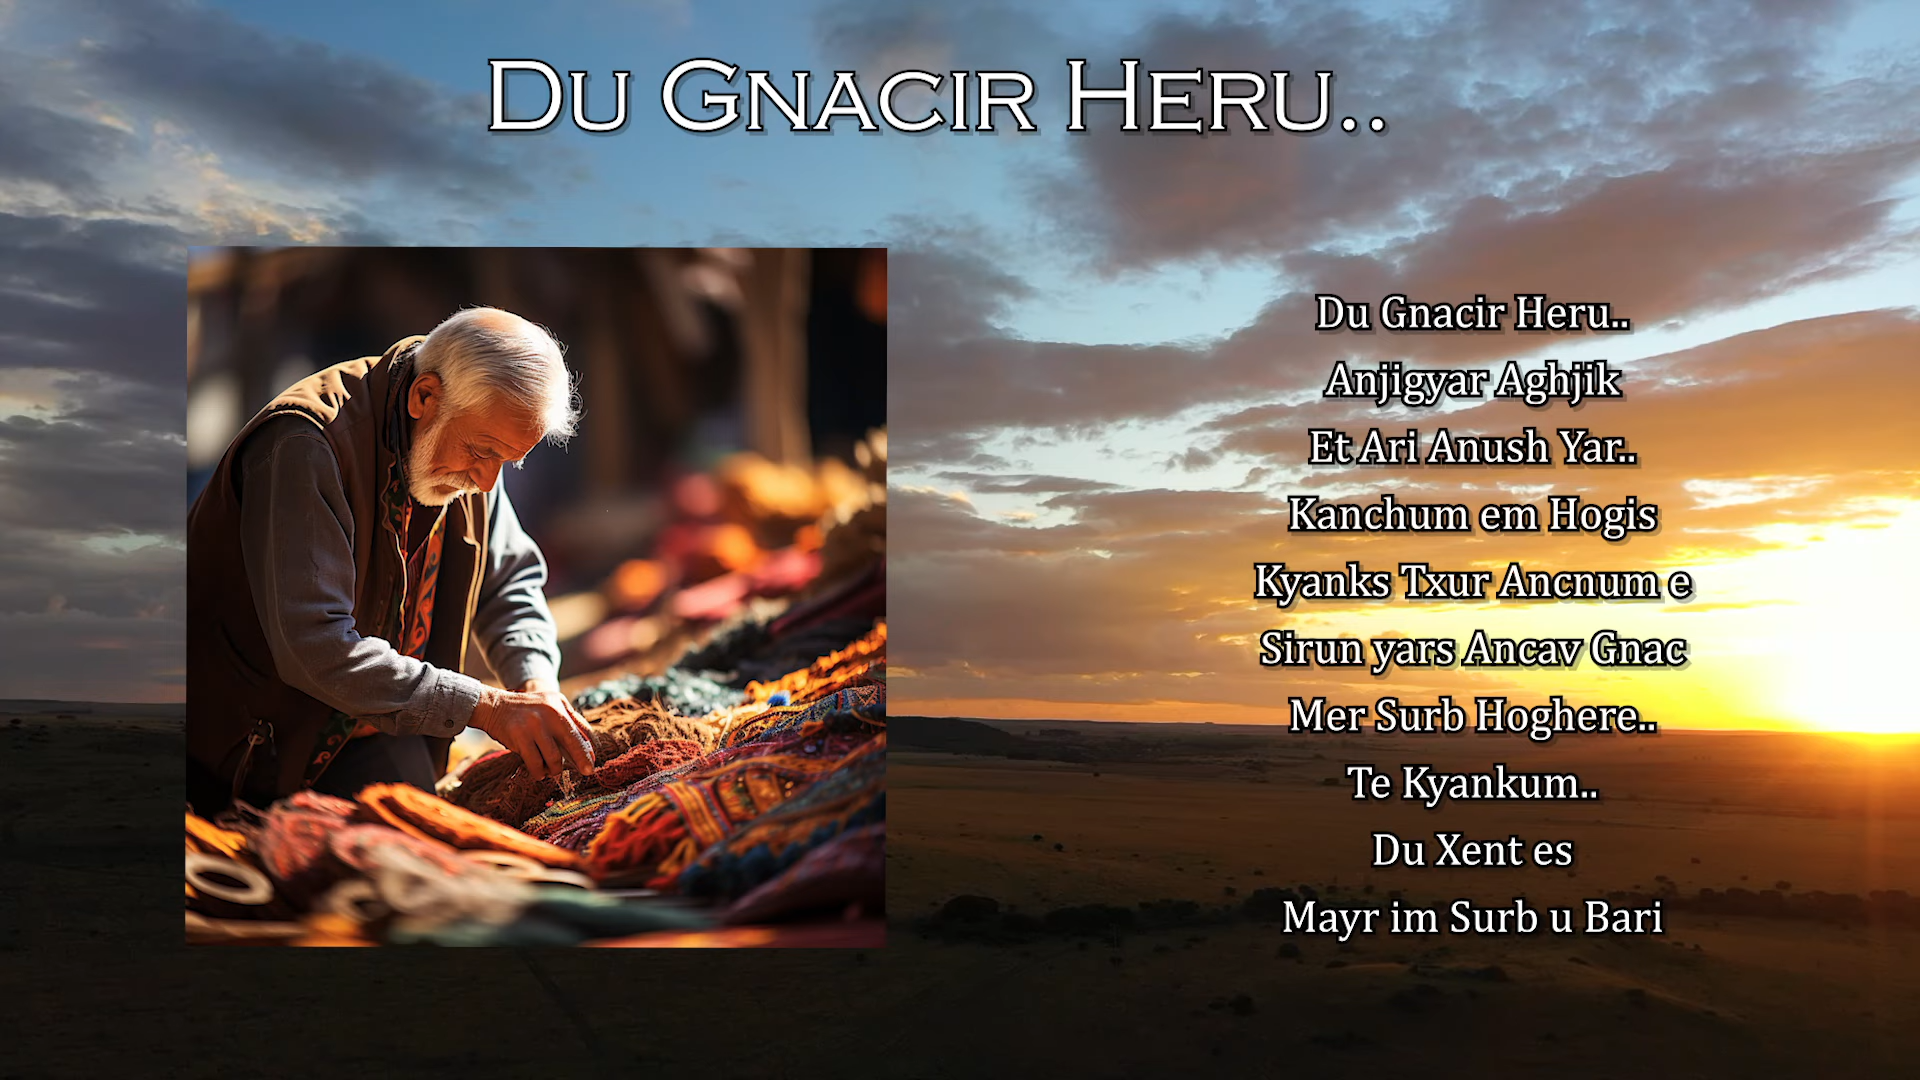 Du Gnacir Heru..
Du Gnacir Heru..
Anjigyar Aghjik
Et Ari Anush Yar..
Kanchum em Hogis
Kyanks Txur Ancnum e
Sirun yars Ancav Gnac
Mer Surb Hoghere..
Te Kyankum..
Du Xent es
Mayr im Surb u Bari